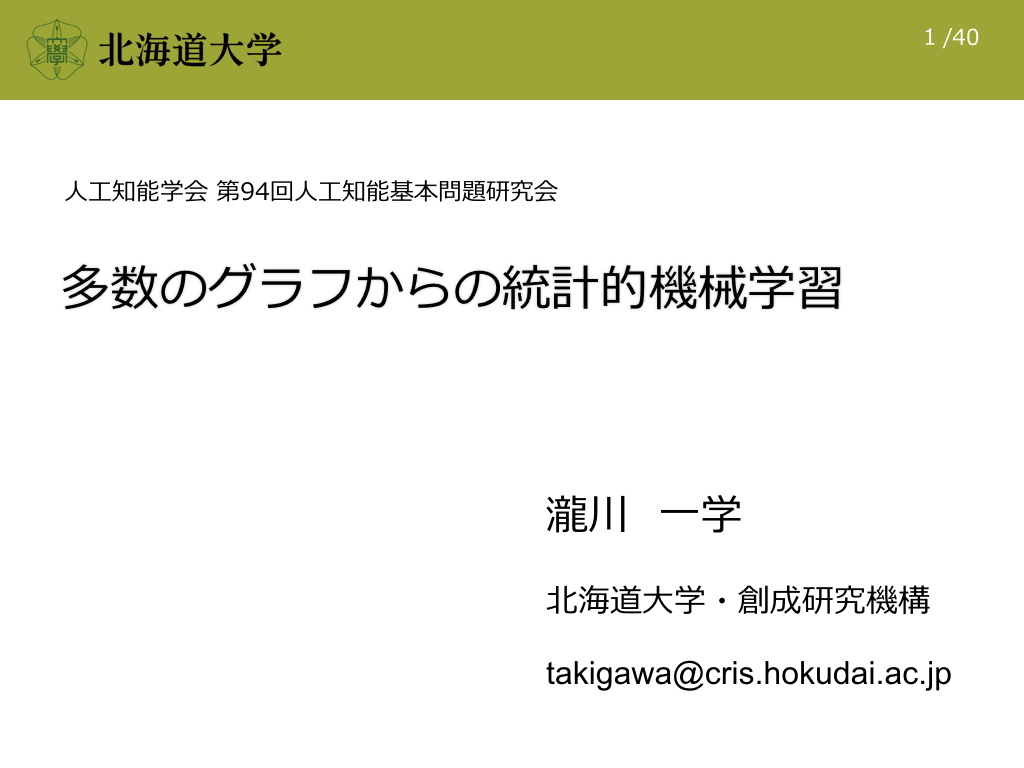 北海道大学
1 /40
人工知能学会 第94回人工知能基本問題研究会
多数のグラフからの統計的機械学習
瀧川 一学
北海道大学・創成研究機構
takigawa@cris.hokudai.ac.jp